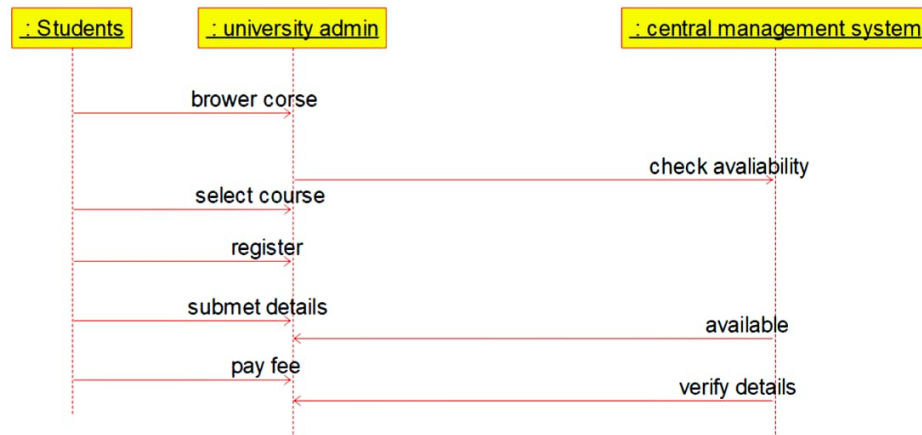 : Students
: university admin
: central management system
brower corse
check avaliability
select course
register
submet details
available
pay fee
verify details